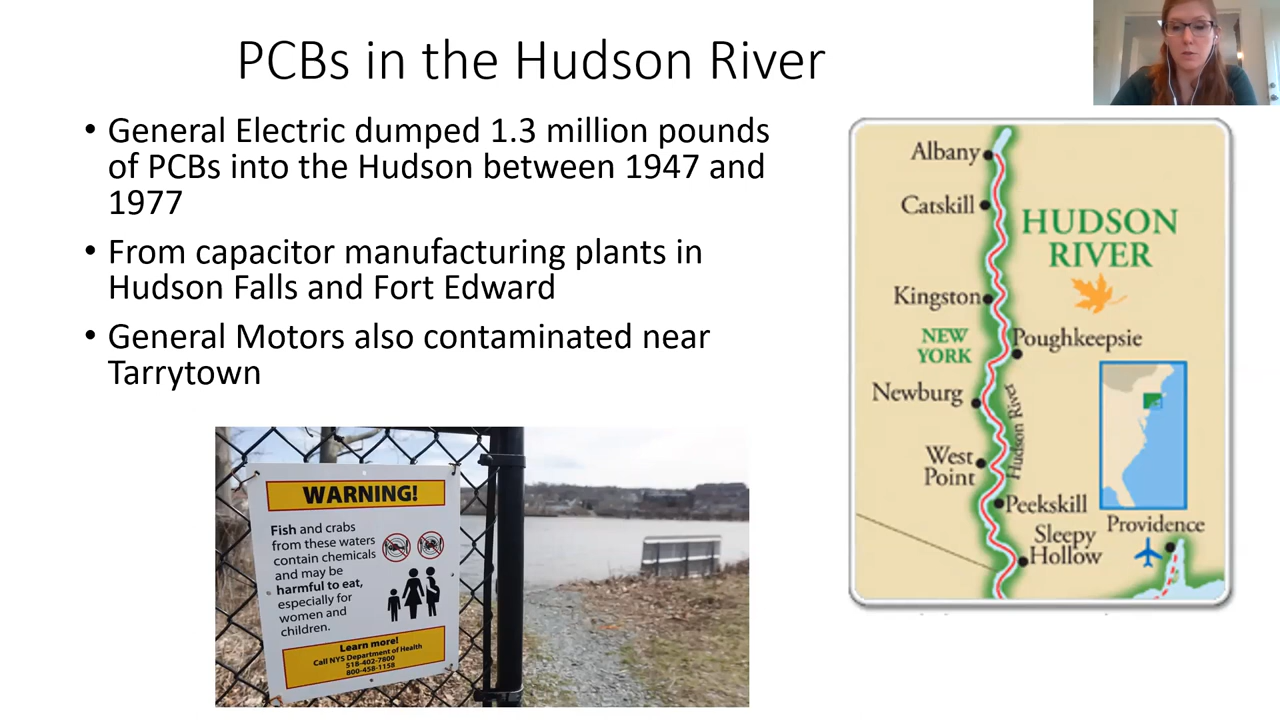 PCBs in the Hudson River
• General Electric dumped 1.3 million pounds
of PCBs into the Hudson between 1947 and
1977
• From capacitor manufacturing plants in
Hudson Falls and Fort Edward
• General Motors also contaminated near
Tarrytown
WARNING!
Fish and crabs
from these waters
contain chemicals
and may be
harmful to eat,
especially for
women and
children.
Learn more!
Call NYS Department of Health
518-402-7800
800-458-1158
Albany
Catskill
HUDSON
RIVER
Kingston
NEW
YORK
Poughkeepsie
Newburg
Hudson River
West
Point
Peekskill
Sleepy
Hollow
Providence